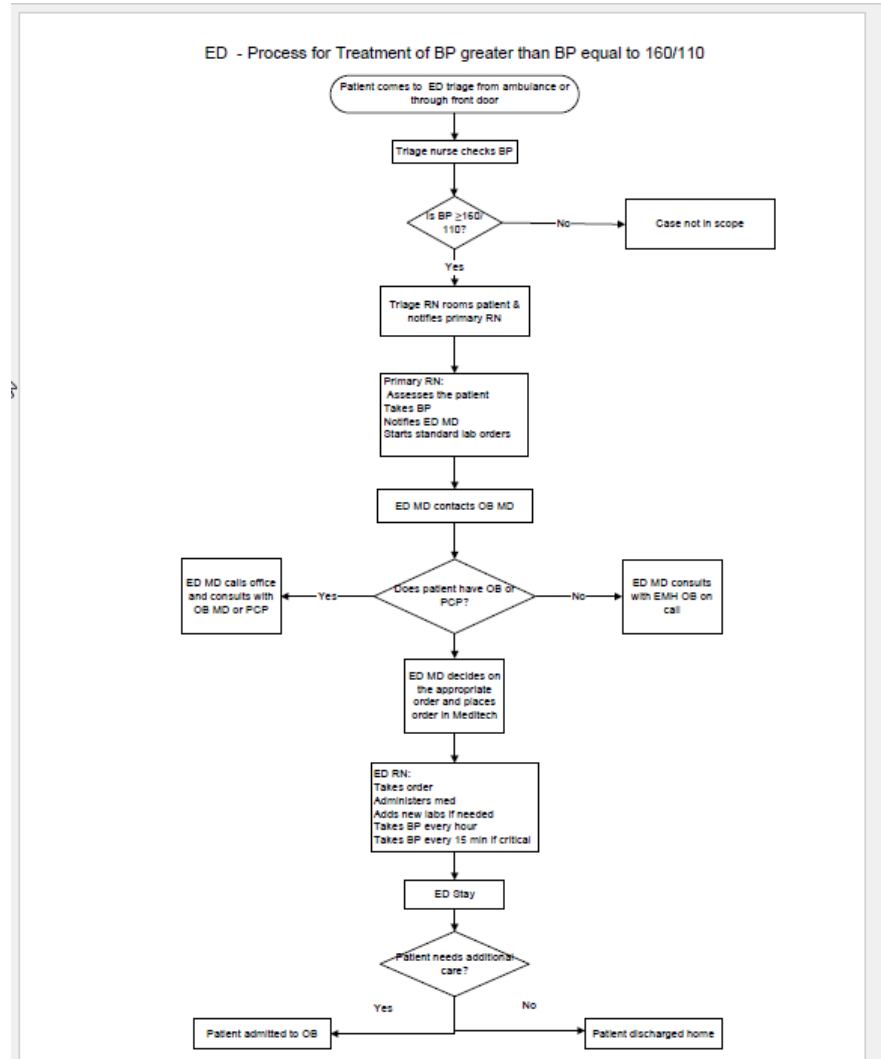 ED - Process for Treatment of BP greater than BP equal to 160/110
Patient comes to ED triage from ambulance or
through front door
Triage nurse checks BP
Is BP ≥160/
110?
No
Case not in scope
Yes
Triage RN rooms patient &
notifies primary RN
Primary RN:
Assesses the patient
Takes BP
Notifies ED MD
Starts standard lab orders
ED MD contacts OB MD
Does patient have OB or
PCP?
Yes
ED MD calls office
and consults with
OB MD or PCP
No
ED MD consults
with EMH OB on
call
ED MD decides on
the appropriate
order and places
order in Meditech
ED RN:
Takes order
Administers med
Adds new labs if needed
Takes BP every hour
Takes BP every 15 min if critical
ED Stay
Patient needs additional
care?
Yes
No
Patient admitted to OB
Patient discharged home